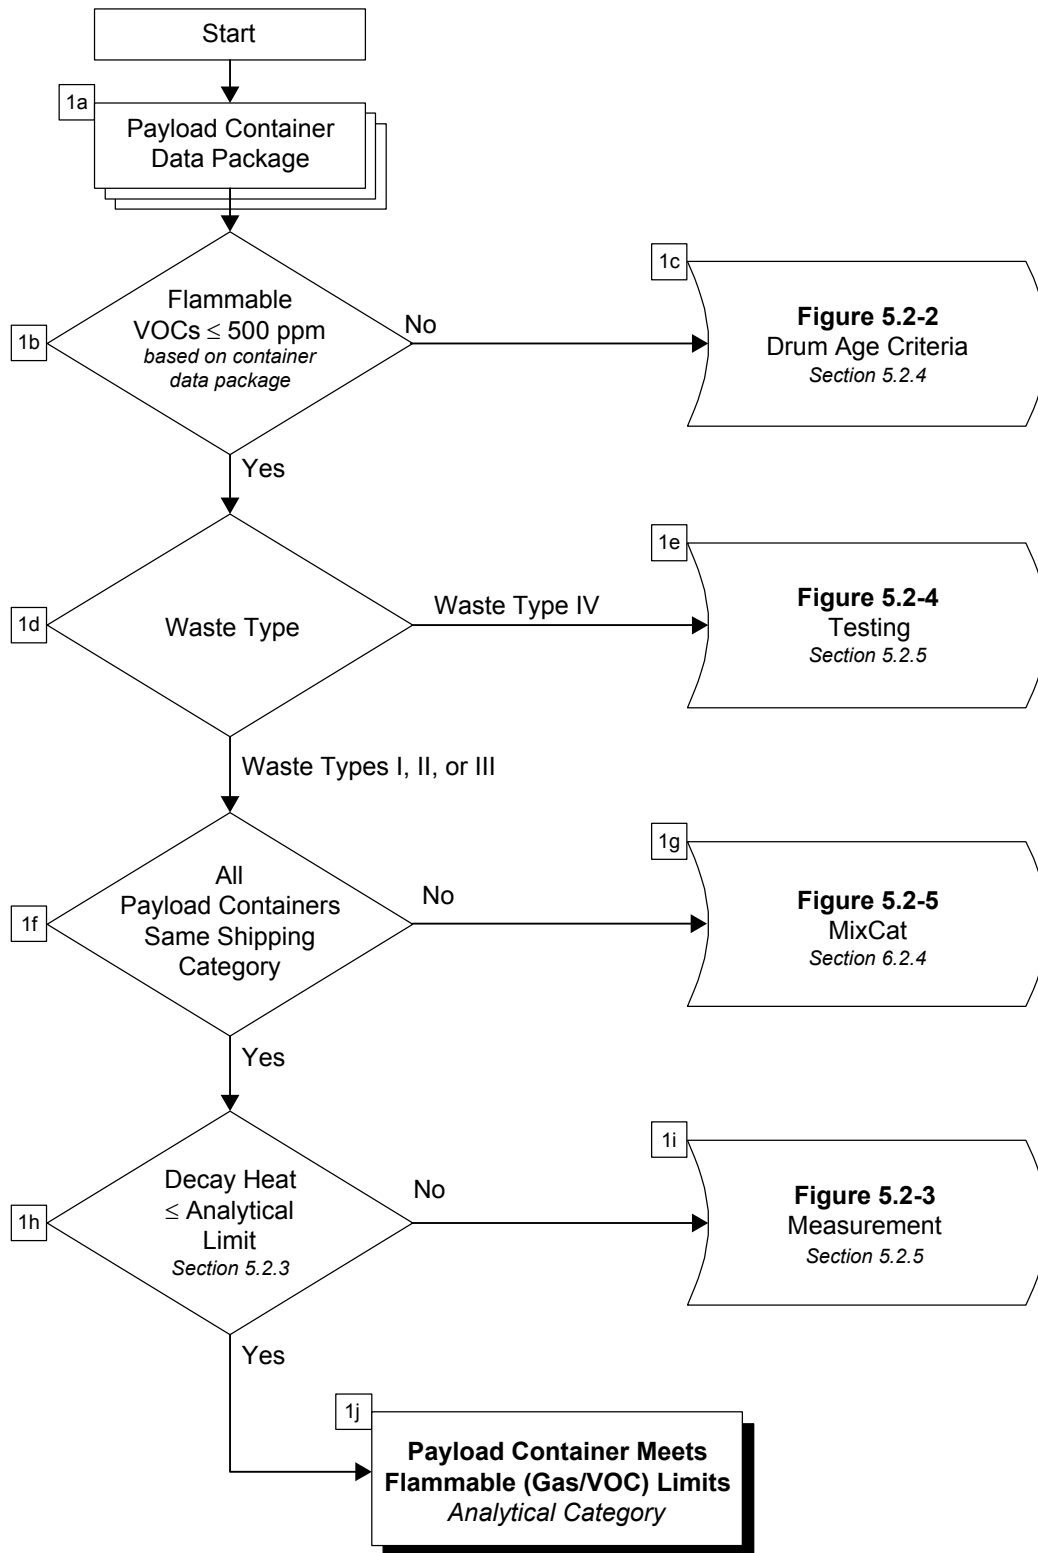 Start
1a
Payload Container
Data Package
1b
Flammable
VOCs ≤ 500 ppm
based on container
data package
No
1c
Figure 5.2-2
Drum Age Criteria
Section 5.2.4
Yes
1d
Waste Type
Waste Type IV
1e
Figure 5.2-4
Testing
Section 5.2.5
Waste Types I, II, or III
1f
All
Payload Containers
Same Shipping
Category
No
1g
Figure 5.2-5
MixCat
Section 6.2.4
Yes
1h
Decay Heat
≤ Analytical
Limit
Section 5.2.3
No
1i
Figure 5.2-3
Measurement
Section 5.2.5
Yes
1j
Payload Container Meets
Flammable (Gas/VOC) Limits
Analytical Category